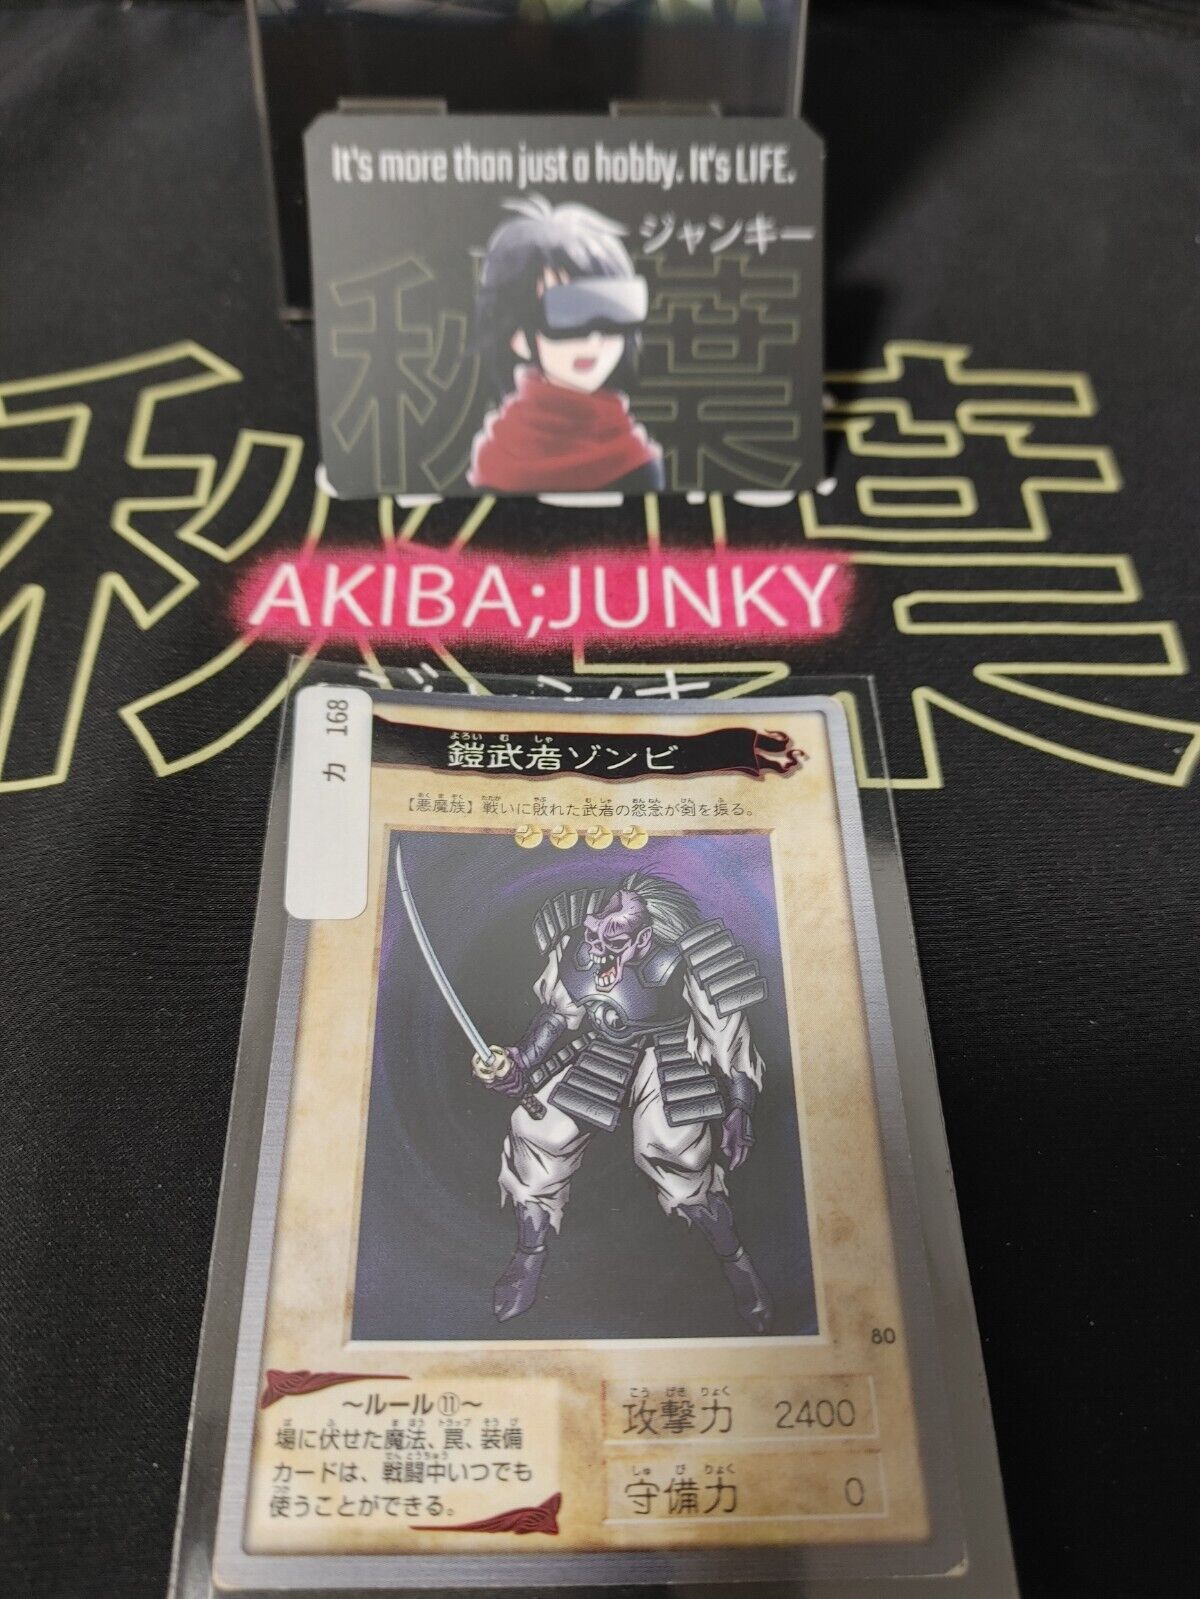 It's more than just a hobby. It's LIFE.
ジャンキー
秋葉
秋葉
AKIBA;JUNKY
カ 168
よろいむしゃ
鎧武者ゾンビ
あくまぞく たたか やぶ むしゃ おんねん けん ふ
【悪魔族】戦いに敗れた武者の怨念が剣を振る。
80
～ルール⑪～
ば ふ まほう トラップ そうび
場に伏せた魔法、罠、装備
せんとうちゅう
カードは、戦闘中いつでも
つか
使うことができる。
こうげきりょく
攻撃力 2400
しゅびりょく
守備力 0